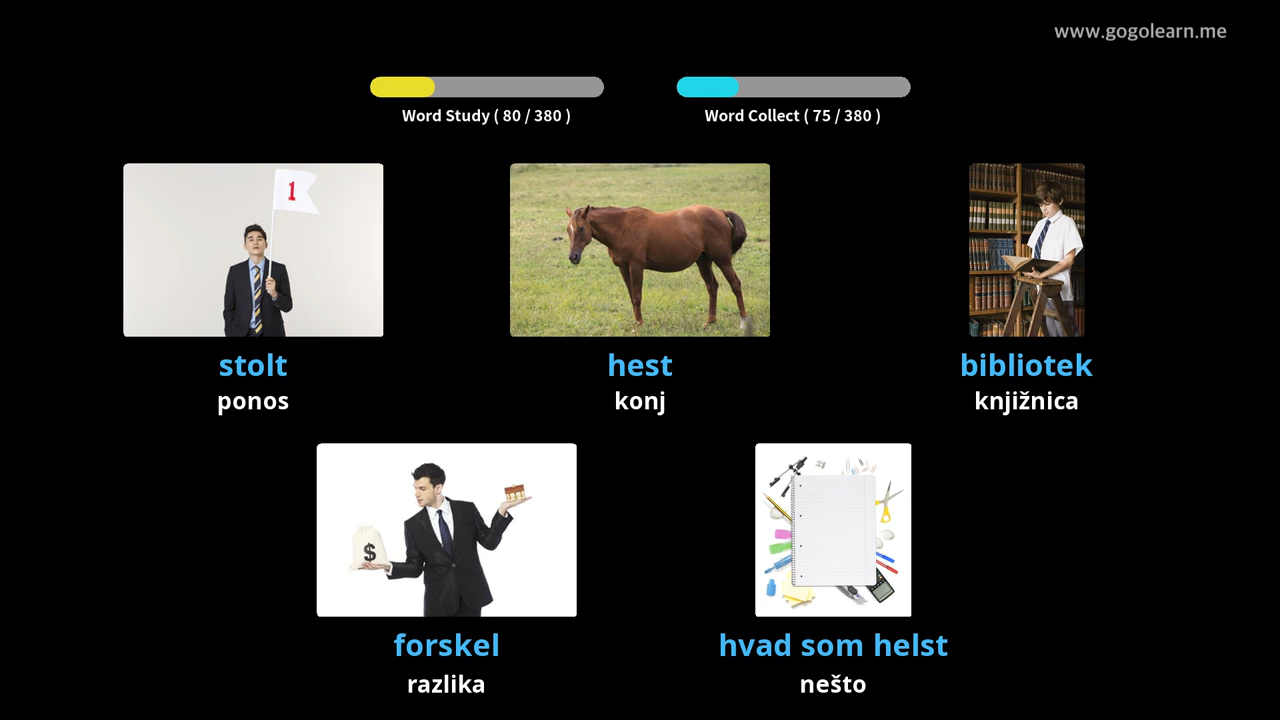 www.gogolearn.me
Word Study ( 80 / 380 )
Word Collect ( 75 / 380 )
1
stolt
ponos
hest
konj
bibliotek
knjižnica
$
forskel
razlika
hvad som helst
nešto